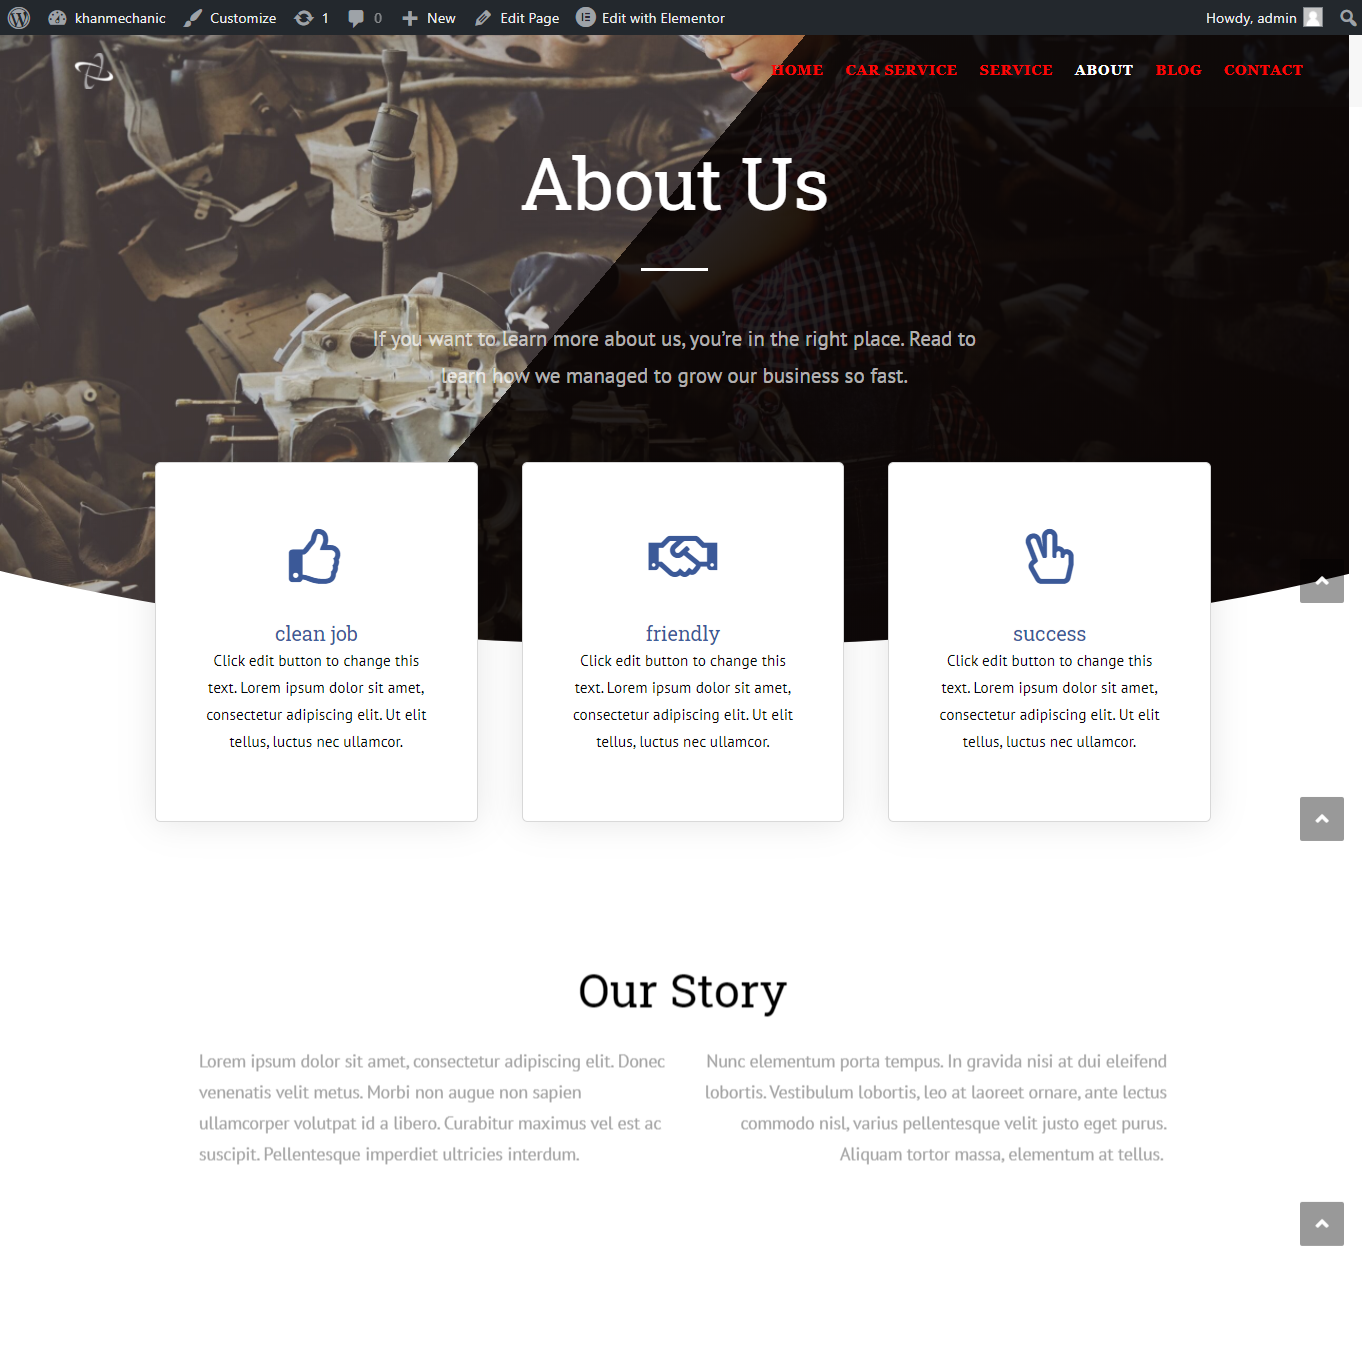 khanmechanic Customize 1 0 New Edit Page Edit with Elementor Howdy, admin
HOME CAR SERVICE SERVICE ABOUT BLOG CONTACT
About Us
If you want to learn more about us, you’re in the right place. Read to
learn how we managed to grow our business so fast.
clean job
Click edit button to change this
text. Lorem ipsum dolor sit amet,
consectetur adipiscing elit. Ut elit
tellus, luctus nec ullamcor.
friendly
Click edit button to change this
text. Lorem ipsum dolor sit amet,
consectetur adipiscing elit. Ut elit
tellus, luctus nec ullamcor.
success
Click edit button to change this
text. Lorem ipsum dolor sit amet,
consectetur adipiscing elit. Ut elit
tellus, luctus nec ullamcor.
Our Story
Lorem ipsum dolor sit amet, consectetur adipiscing elit. Donec
venenatis velit metus. Morbi non augue non sapien
ullamcorper volutpat id a libero. Curabitur maximus vel est ac
suscipit. Pellentesque imperdiet ultricies interdum.
Nunc elementum porta tempus. In gravida nisi at dui eleifend
lobortis. Vestibulum lobortis, leo at laoreet ornare, ante lectus
commodo nisl, varius pellentesque velit justo eget purus.
Aliquam tortor massa, elementum at tellus.